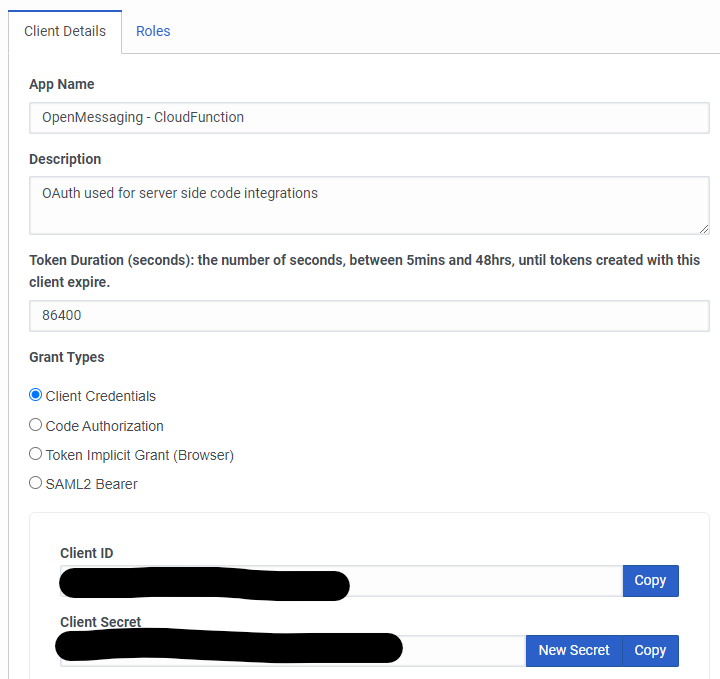 Client Details
Roles
App Name
OpenMessaging - CloudFunction
Description
OAuth used for server side code integrations
Token Duration (seconds): the number of seconds, between 5mins and 48hrs, until tokens created with this
client expire.
86400
Grant Types
Client Credentials
Code Authorization
Token Implicit Grant (Browser)
SAML2 Bearer
Client ID
Copy
Client Secret
New Secret
Copy